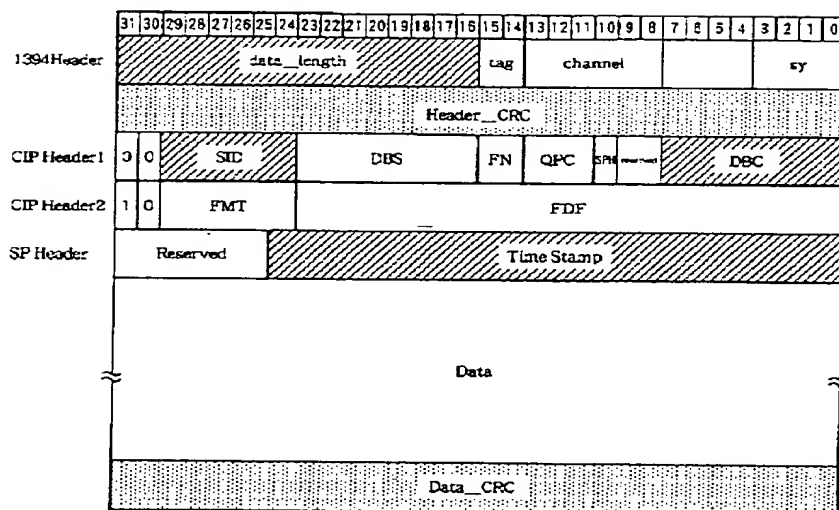 31 30 29 28 27 26 25 24 23 22 21 20 19 18 17 16 15 14 13 12 11 10 9 8 7 6 5 4 3 2 1 0
1394 Header data_length tag channel sy
Header_CRC
CIP Header1 0 0 SID DBS FN QPC SPH reserved DBC
CIP Header2 1 0 FMT FDF
SP Header Reserved Time Stamp
Data
Data_CRC